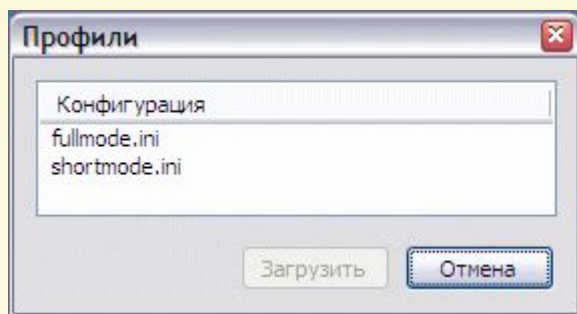 Профили
Конфигурация
fullmode.ini
shortmode.ini
Загрузить Отмена